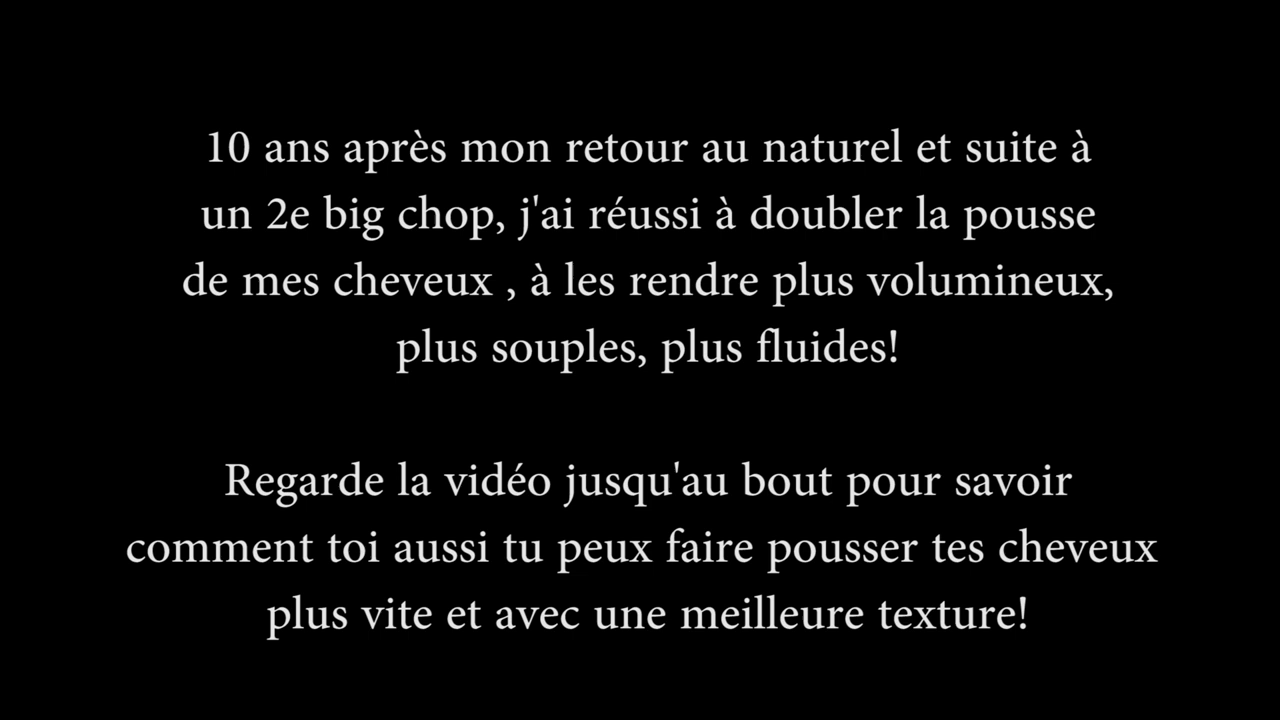 10 ans après mon retour au naturel et suite à
un 2e big chop, j'ai réussi à doubler la pousse
de mes cheveux , à les rendre plus volumineux,
plus souples, plus fluides!
Regarde la vidéo jusqu'au bout pour savoir
comment toi aussi tu peux faire pousser tes cheveux
plus vite et avec une meilleure texture!